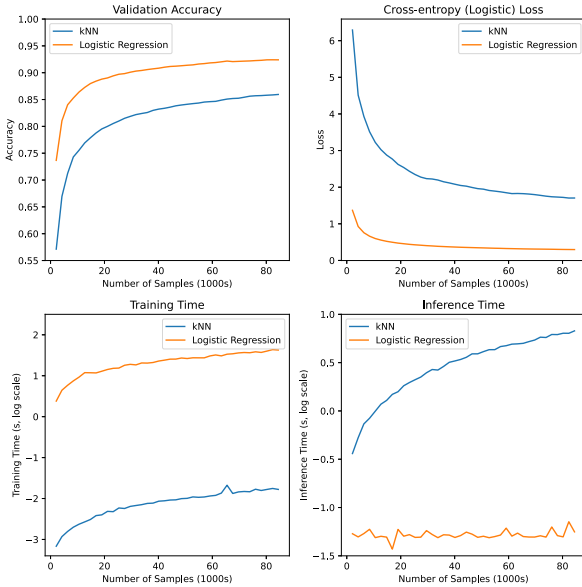 Validation Accuracy
1.00
0.95
0.90
0.85
0.80
0.75
0.70
0.65
0.60
0.55
Accuracy
kNN
Logistic Regression
0 20 40 60 80
Number of Samples (1000s)
Cross-entropy (Logistic) Loss
6
5
4
3
2
1
0
Loss
kNN
Logistic Regression
0 20 40 60 80
Number of Samples (1000s)
Training Time
2
1
0
−1
−2
−3
Training Time (s, log scale)
kNN
Logistic Regression
0 20 40 60 80
Number of Samples (1000s)
Inference Time
1.0
0.5
0.0
−0.5
−1.0
−1.5
Inference Time (s, log scale)
kNN
Logistic Regression
0 20 40 60 80
Number of Samples (1000s)